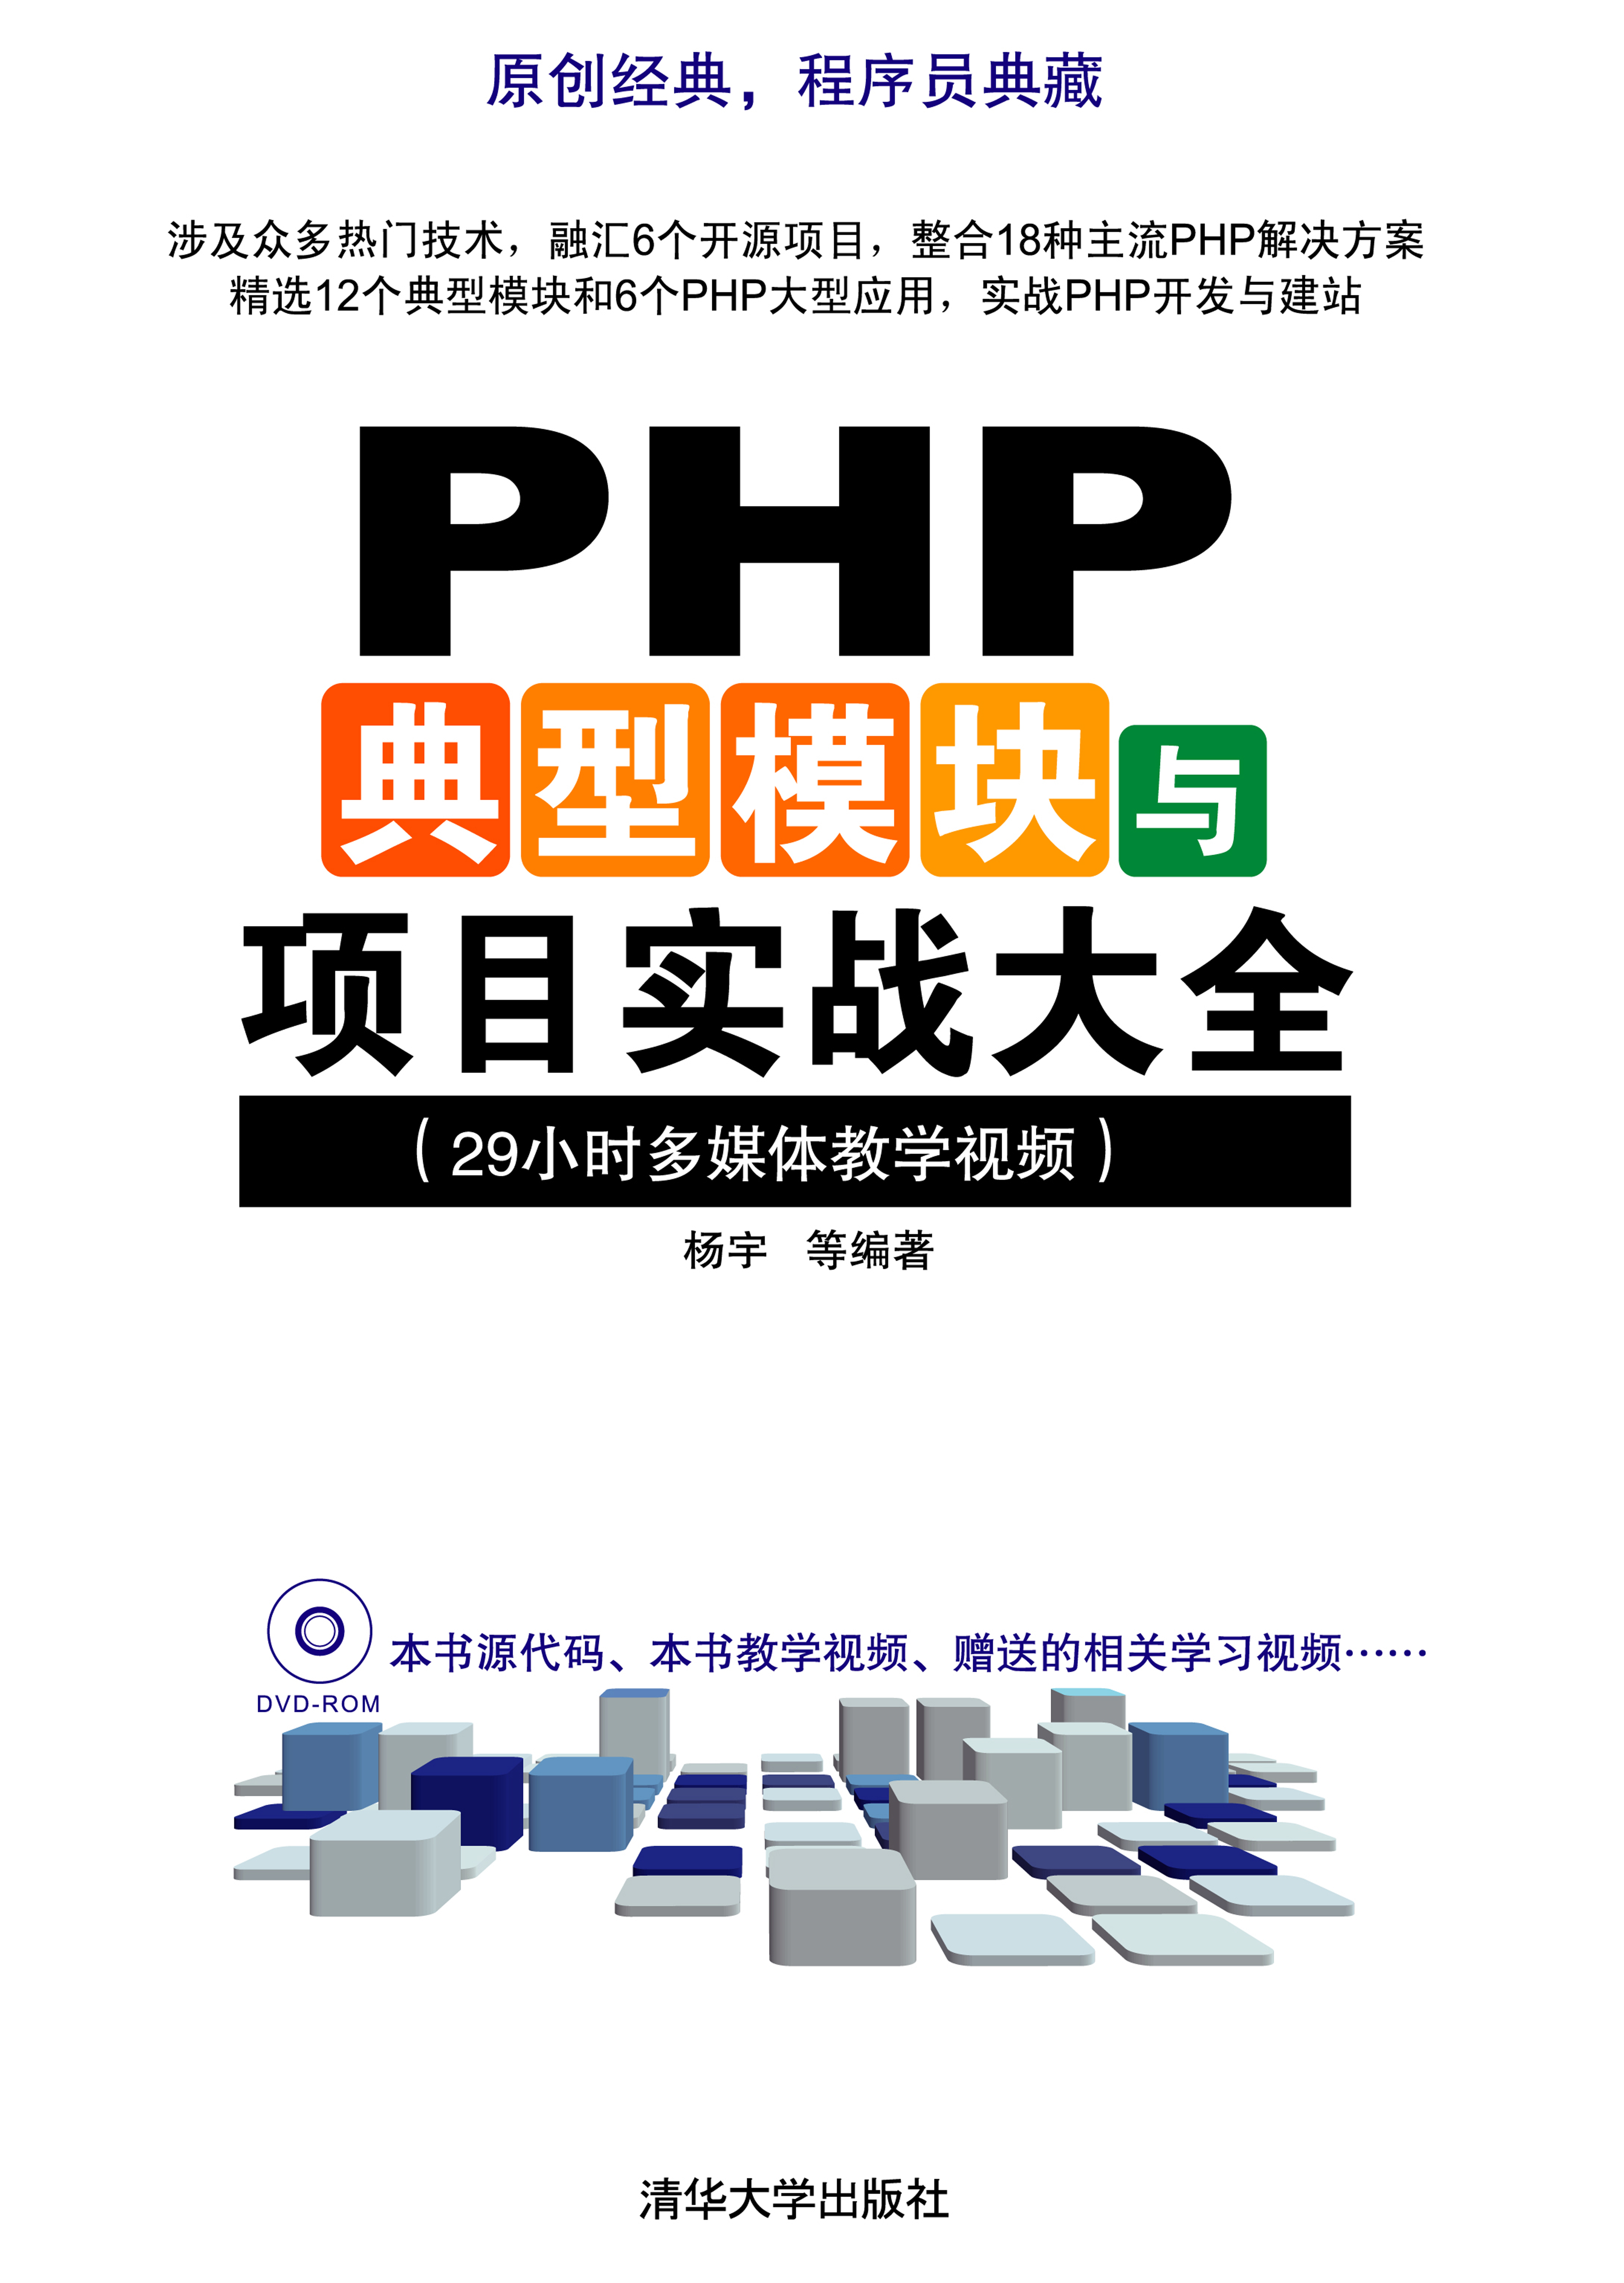 原创经典，程序员典藏
涉及众多热门技术，融汇6个开源项目，整合18种主流PHP解决方案
精选12个典型模块和6个PHP大型应用，实战PHP开发与建站
PHP
典型模块与
项目实战大全
（29小时多媒体教学视频）
杨宇 等编著
本书源代码、本书教学视频、赠送的相关学习视频……
DVD-ROM
清华大学出版社